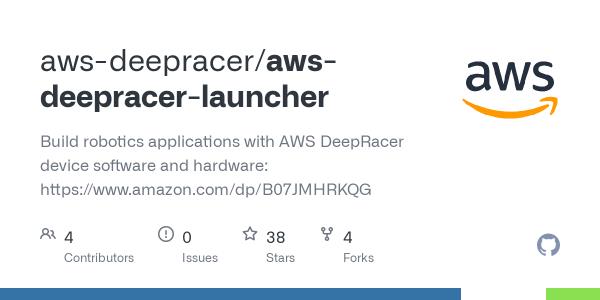 aws-deepracer/aws-
deepracer-launcher
aws
Build robotics applications with AWS DeepRacer
device software and hardware:
https://www.amazon.com/dp/B07JMHRKQG
4
Contributors
0
Issues
38
Stars
4
Forks